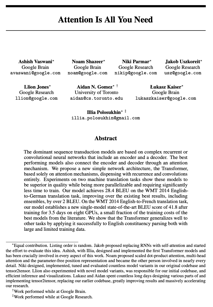 Attention Is All You Need
Ashish Vaswani*
Google Brain
avaswani@google.com
Noam Shazeer*
Google Brain
noam@google.com
Niki Parmar*
Google Research
nikip@google.com
Jakob Uszkoreit*
Google Research
usz@google.com
Llion Jones*
Google Research
llion@google.com
Aidan N. Gomez* †
University of Toronto
aidan@cs.toronto.edu
Łukasz Kaiser*
Google Brain
lukaszkaiser@google.com
Illia Polosukhin* ‡
illia.polosukhin@gmail.com
Abstract
The dominant sequence transduction models are based on complex recurrent or
convolutional neural networks that include an encoder and a decoder. The best
performing models also connect the encoder and decoder through an attention
mechanism. We propose a new simple network architecture, the Transformer,
based solely on attention mechanisms, dispensing with recurrence and convolutions
entirely. Experiments on two machine translation tasks show these models to
be superior in quality while being more parallelizable and requiring significantly
less time to train. Our model achieves 28.4 BLEU on the WMT 2014 English-
to-German translation task, improving over the existing best results, including
ensembles, by over 2 BLEU. On the WMT 2014 English-to-French translation task,
our model establishes a new single-model state-of-the-art BLEU score of 41.8 after
training for 3.5 days on eight GPUs, a small fraction of the training costs of the
best models from the literature. We show that the Transformer generalizes well to
other tasks by applying it successfully to English constituency parsing both with
large and limited training data.
*Equal contribution. Listing order is random. Jakob proposed replacing RNNs with self-attention and started
the effort to evaluate this idea. Ashish, with Illia, designed and implemented the first Transformer models and
has been crucially involved in every aspect of this work. Noam proposed scaled dot-product attention, multi-head
attention and the parameter-free position representation and became the other person involved in nearly every
detail. Niki designed, implemented, tuned and evaluated countless model variants in our original codebase and
tensor2tensor. Llion also experimented with novel model variants, was responsible for our initial codebase, and
efficient inference and visualizations. Lukasz and Aidan spent countless long days designing various parts of and
implementing tensor2tensor, replacing our earlier codebase, greatly improving results and massively accelerating
our research.
†Work performed while at Google Brain.
‡Work performed while at Google Research.